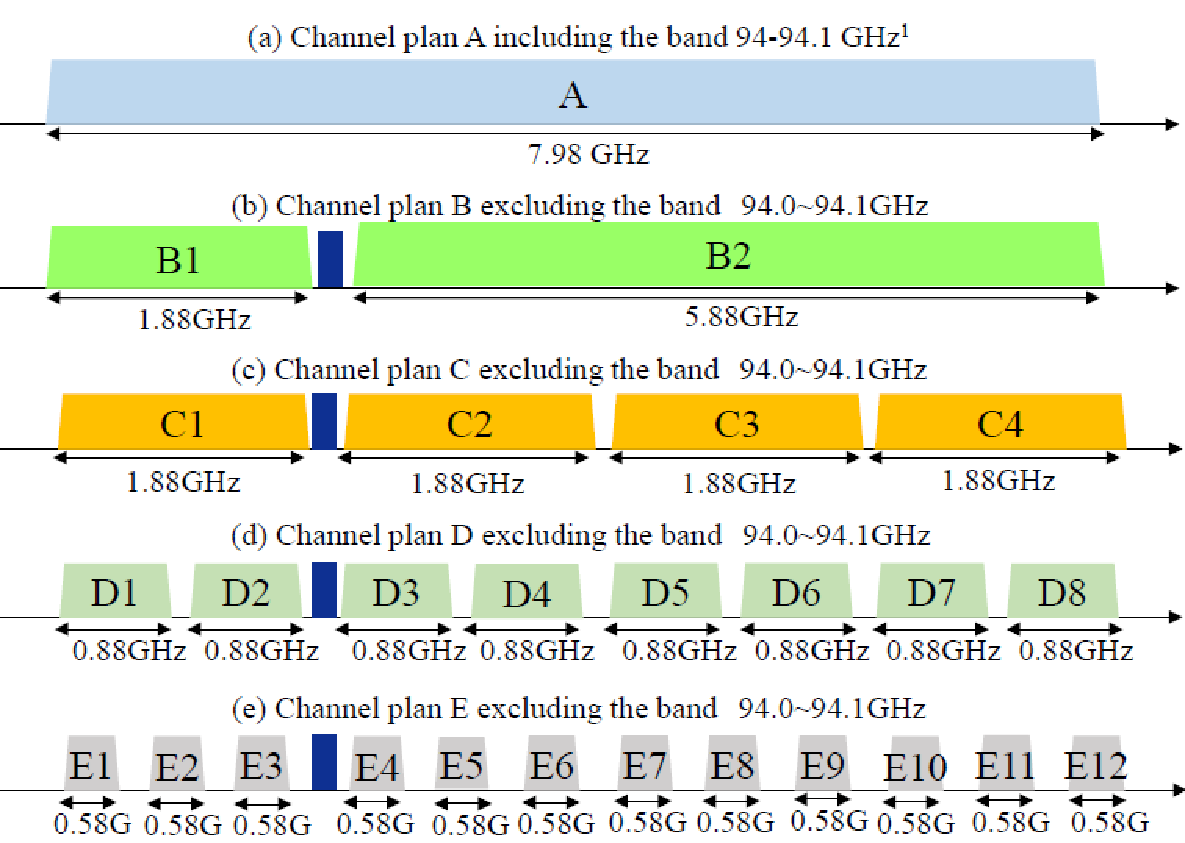 (a) Channel plan A including the band 94-94.1 GHz¹
A
7.98 GHz
(b) Channel plan B excluding the band 94.0~94.1GHz
B1 B2
1.88GHz 5.88GHz
(c) Channel plan C excluding the band 94.0~94.1GHz
C1 C2 C3 C4
1.88GHz 1.88GHz 1.88GHz 1.88GHz
(d) Channel plan D excluding the band 94.0~94.1GHz
D1 D2 D3 D4 D5 D6 D7 D8
0.88GHz 0.88GHz 0.88GHz 0.88GHz 0.88GHz 0.88GHz 0.88GHz 0.88GHz
(e) Channel plan E excluding the band 94.0~94.1GHz
E1 E2 E3 E4 E5 E6 E7 E8 E9 E10 E11 E12
0.58G 0.58G 0.58G 0.58G 0.58G 0.58G 0.58G 0.58G 0.58G 0.58G 0.58G 0.58G